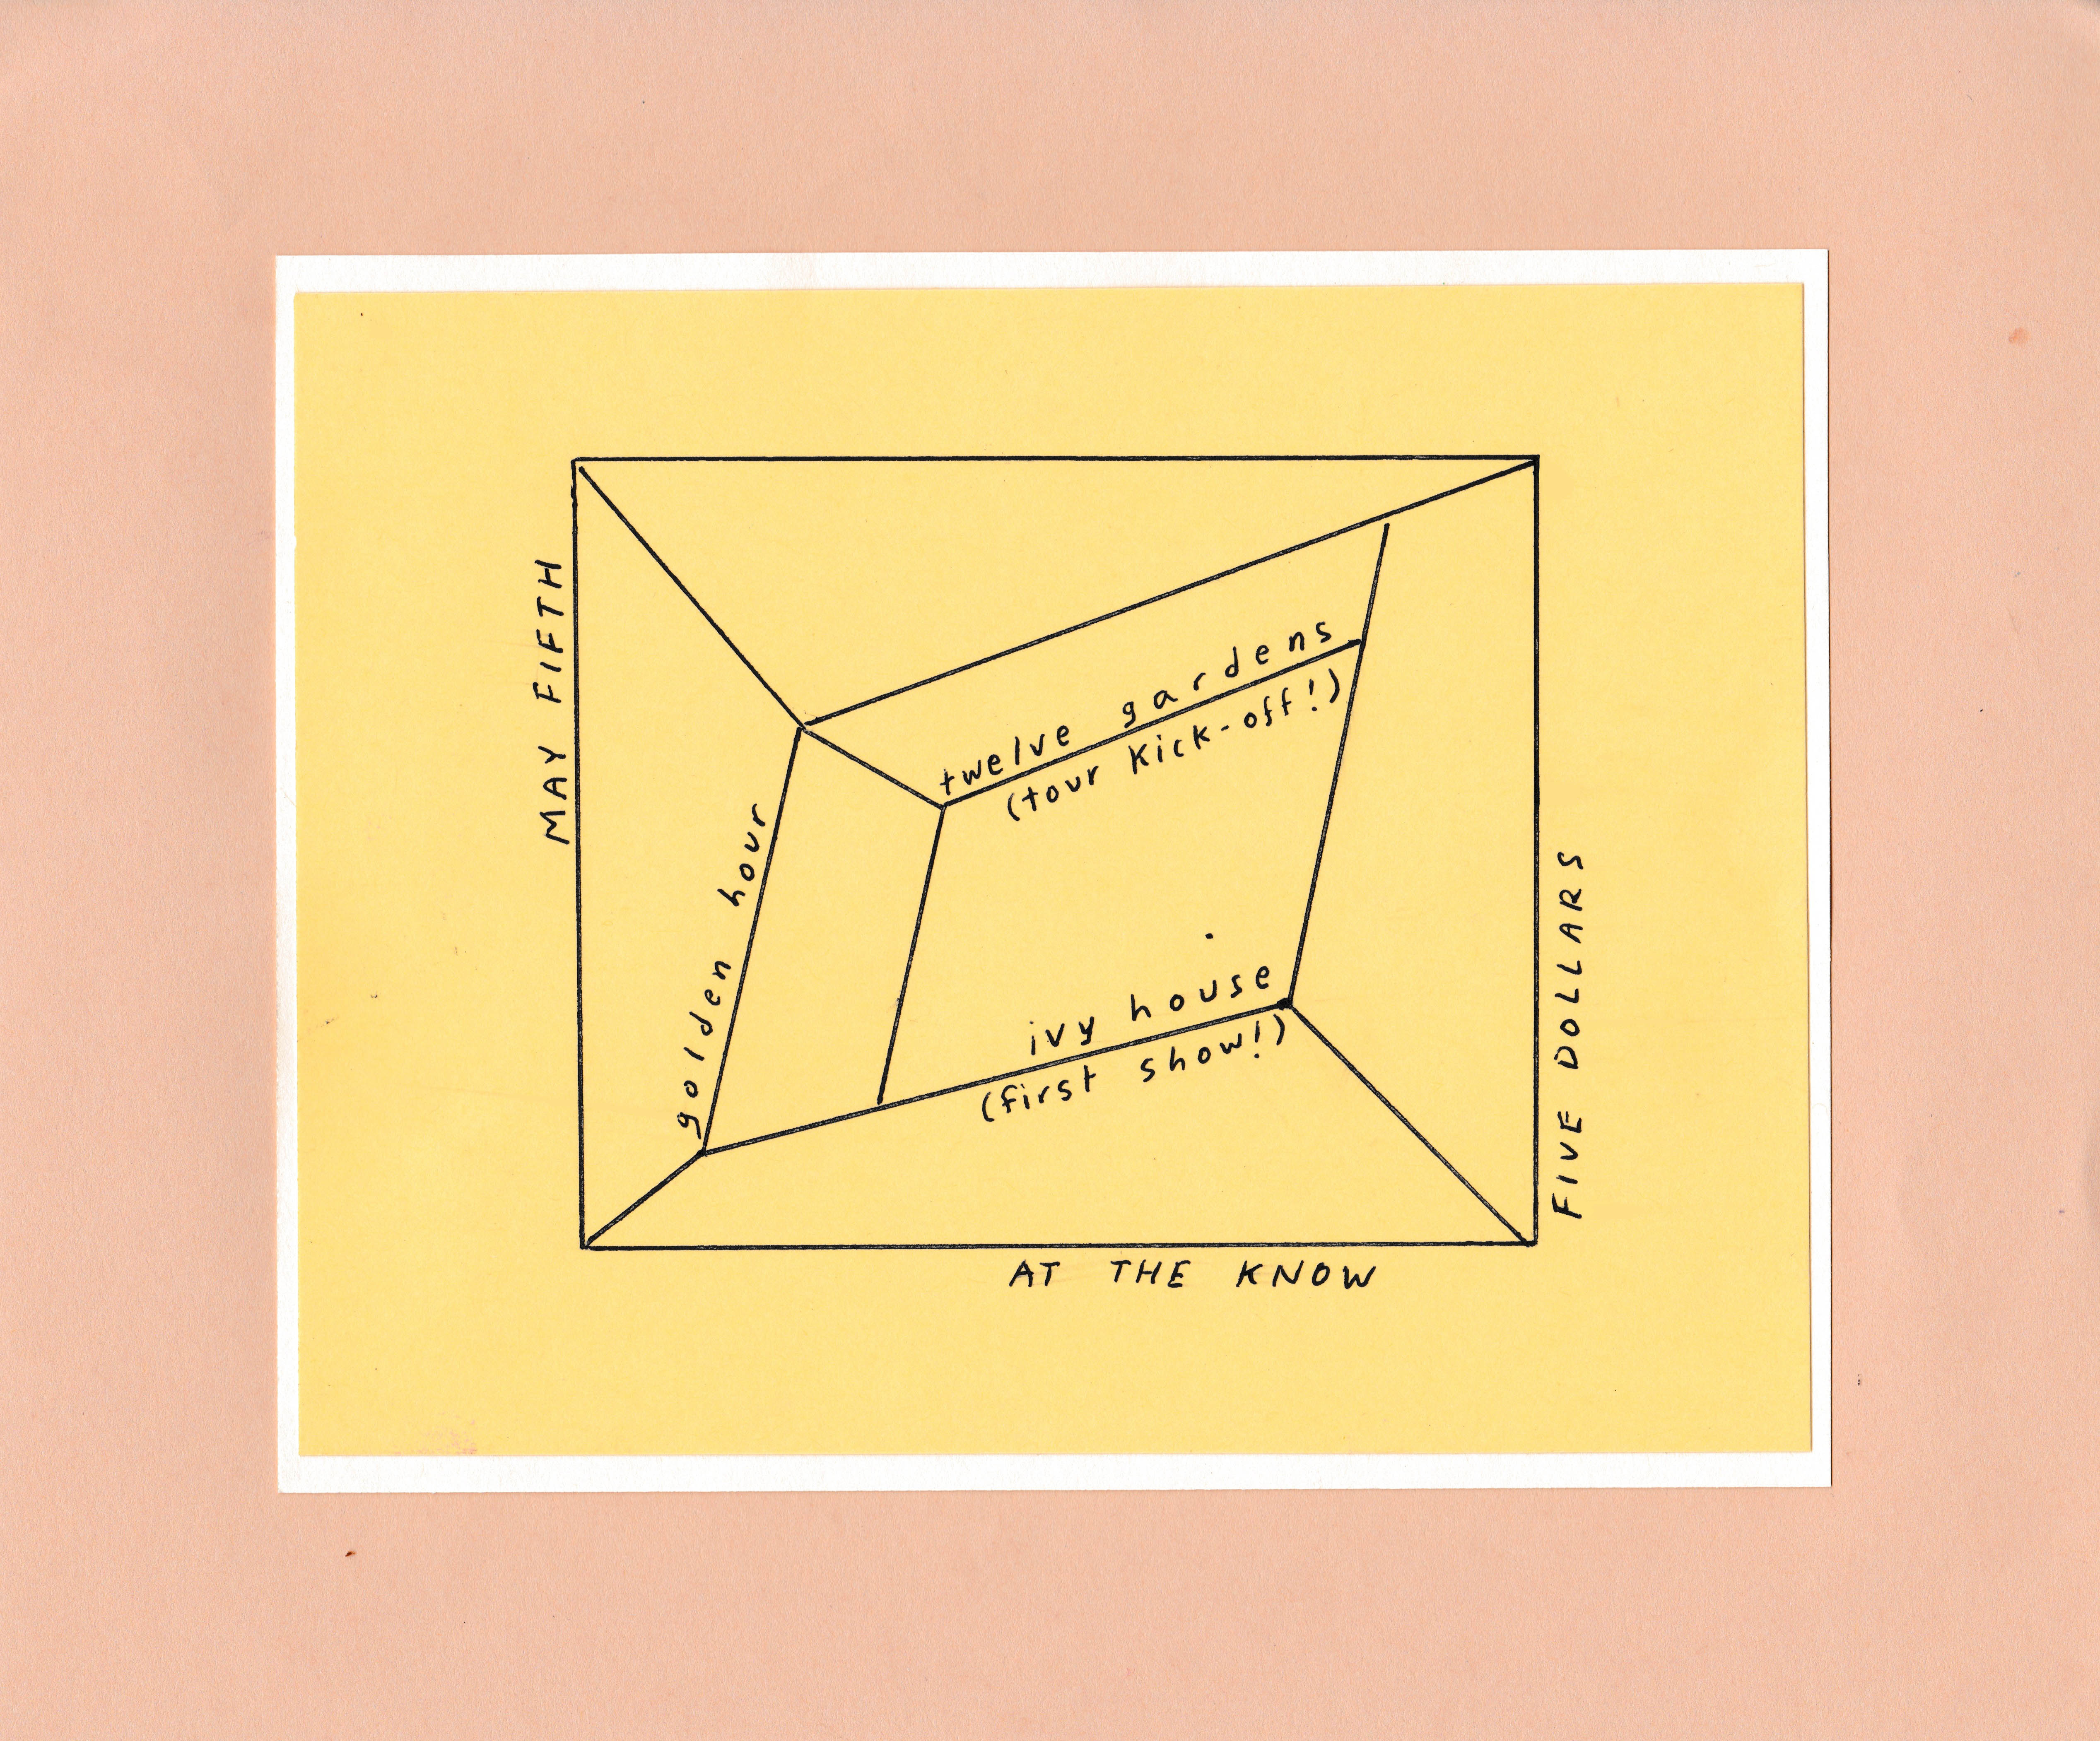 MAY FIFTH
twelve gardens
(tour kick-off!)
golden hour
ivy house
(first show!)
FIVE DOLLARS
AT THE KNOW